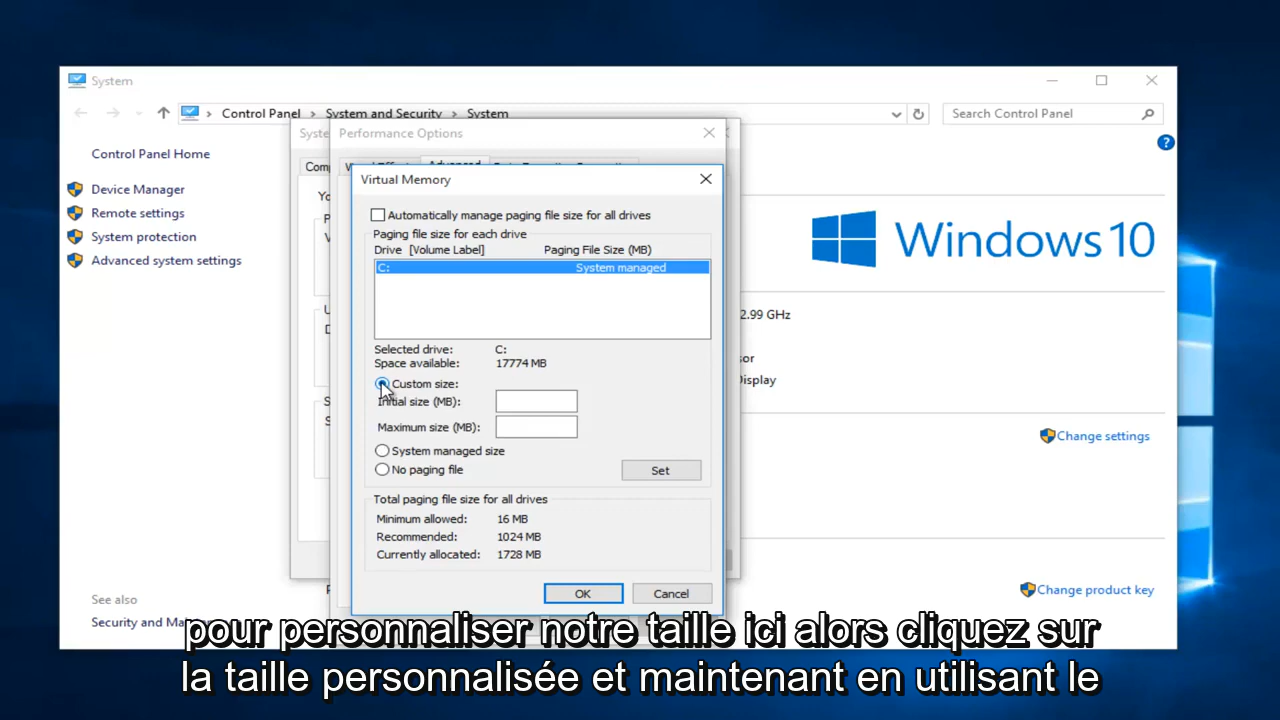 System
Control Panel > System and Security > System
Search Control Panel
Performance Options
Control Panel Home
Virtual Memory
Device Manager
Remote settings
System protection
Advanced system settings
Automatically manage paging file size for all drives
Paging file size for each drive
Drive [Volume Label] Paging File Size (MB)
C: System managed
Windows 10
2.99 GHz
Selected drive: C:
Space available: 17774 MB
Custom size:
Initial size (MB):
Maximum size (MB):
System managed size
No paging file
Set
Change settings
Total paging file size for all drives
Minimum allowed: 16 MB
Recommended: 1024 MB
Currently allocated: 1728 MB
OK Cancel
Change product key
See also
Security and
pour personnaliser notre taille ici alors cliquez sur
la taille personnalisée et maintenant en utilisant le